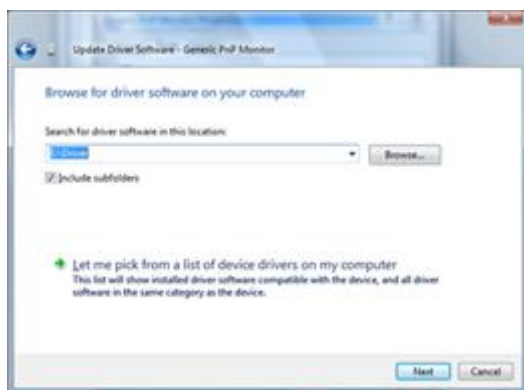 Update Driver Software - Generic PnP Monitor
Browse for driver software on your computer
Search for driver software in this location:
Browse...
Include subfolders
Let me pick from a list of device drivers on my computer
This list will show installed driver software compatible with the device, and all driver
software in the same category as the device.
Next
Cancel